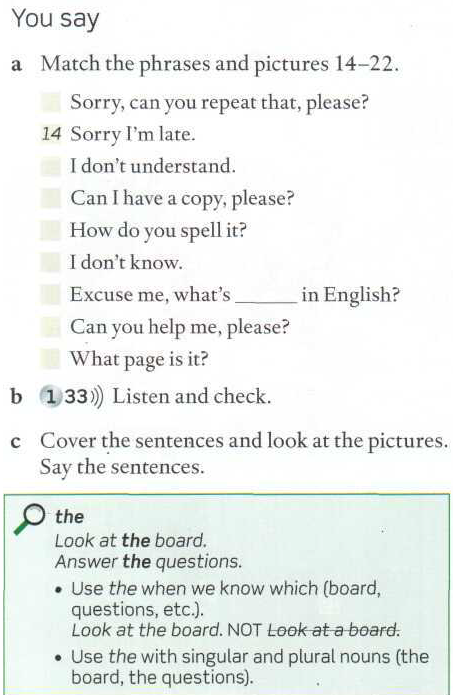 You say
a Match the phrases and pictures 14–22.
Sorry, can you repeat that, please?
14 Sorry I'm late.
I don't understand.
Can I have a copy, please?
How do you spell it?
I don't know.
Excuse me, what's ______ in English?
Can you help me, please?
What page is it?
b 1 33))) Listen and check.
c Cover the sentences and look at the pictures.
Say the sentences.
the
Look at the board.
Answer the questions.
• Use the when we know which (board,
questions, etc.).
Look at the board. NOT Look at a board.
• Use the with singular and plural nouns (the
board, the questions).